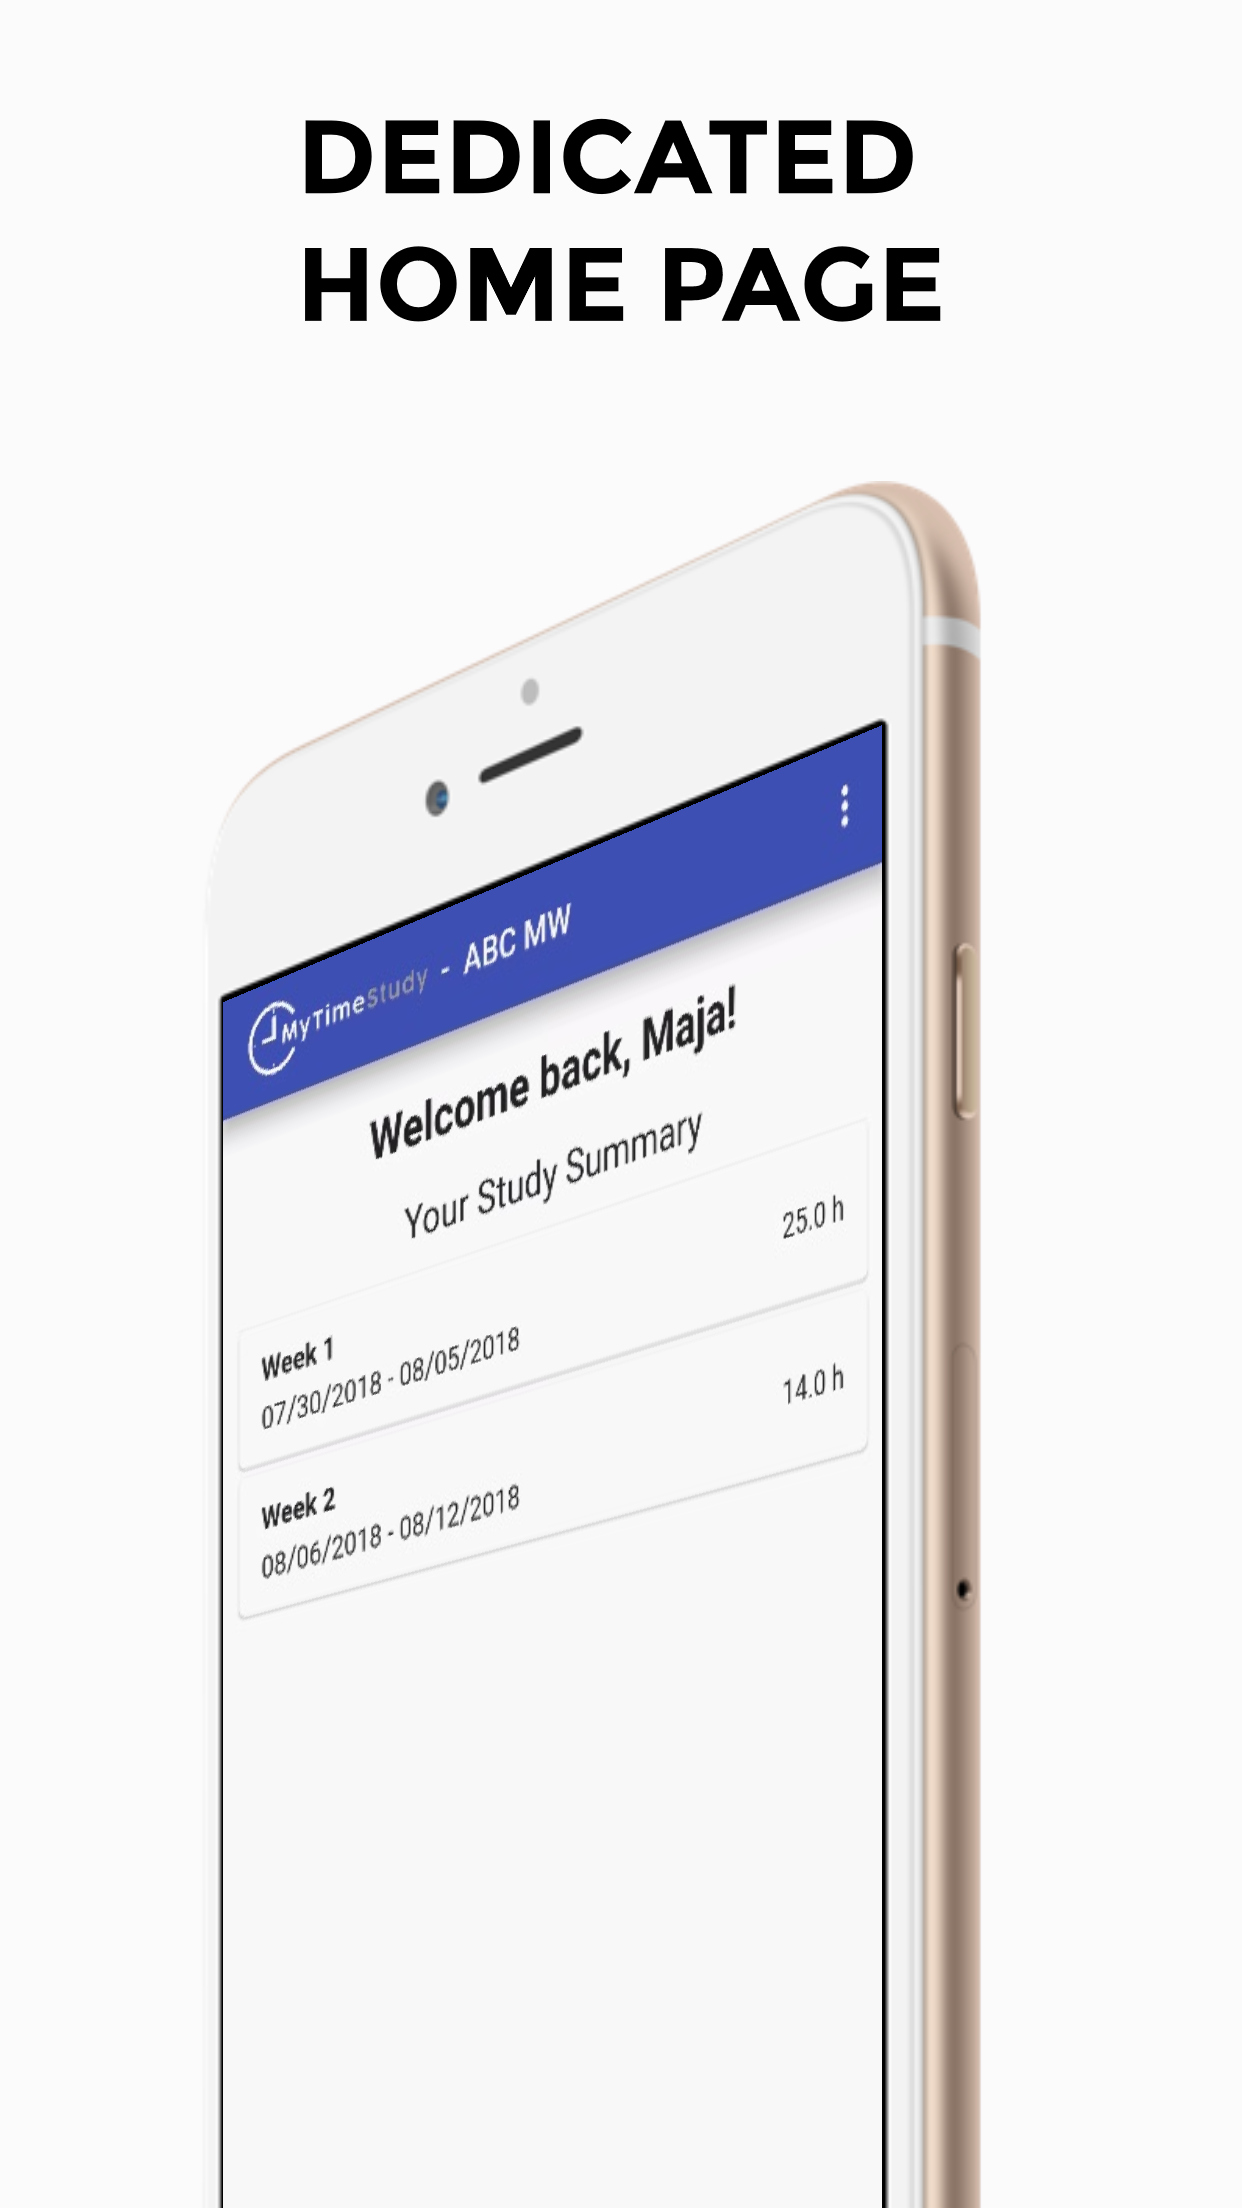 DEDICATED
HOME PAGE
MyTimeStudy - ABC MW
Welcome back, Maja!
Your Study Summary
Week 1
07/30/2018 - 08/05/2018
25.0 h
Week 2
08/06/2018 - 08/12/2018
14.0 h